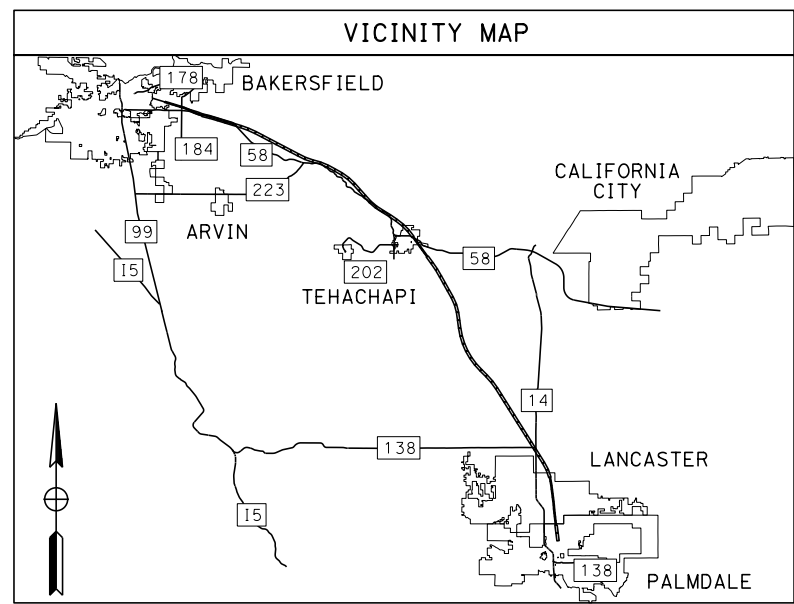 VICINITY MAP
178
BAKERSFIELD
184
58
CALIFORNIA
CITY
223
99
ARVIN
58
I5
202
TEHACHAPI
14
138
LANCASTER
I5
138
PALMDALE